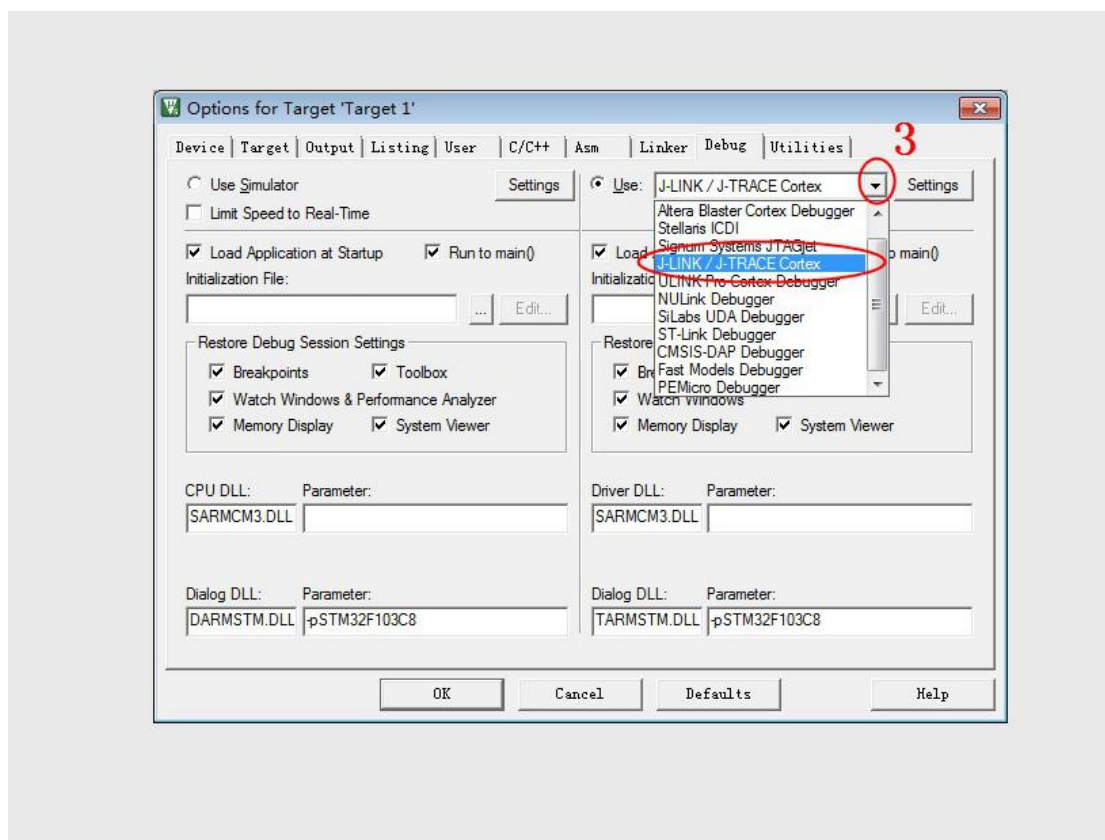 Options for Target 'Target 1'
Device Target Output Listing User C/C++ Asm Linker Debug Utilities
3
Use Simulator Settings
Limit Speed to Real-Time
Use: J-LINK / J-TRACE Cortex Settings
Altera Blaster Cortex Debugger
Stellaris ICDI
Signum Systems JTAGjet
J-LINK / J-TRACE Cortex
ULINK Pro Cortex Debugger
NULink Debugger
SiLabs UDA Debugger
ST-Link Debugger
CMSIS-DAP Debugger
Fast Models Debugger
PEMicro Debugger
Load Application at Startup Run to main()
Initialization File:
... Edit...
Restore Debug Session Settings
Breakpoints Toolbox
Watch Windows & Performance Analyzer
Memory Display System Viewer
Load main()
Edit...
Restore
Watch Windows
Memory Display System Viewer
CPU DLL: Parameter:
SARMCM3.DLL
Driver DLL: Parameter:
SARMCM3.DLL
Dialog DLL: Parameter:
DARMSTM.DLL -pSTM32F103C8
Dialog DLL: Parameter:
TARMSTM.DLL -pSTM32F103C8
OK Cancel Defaults Help